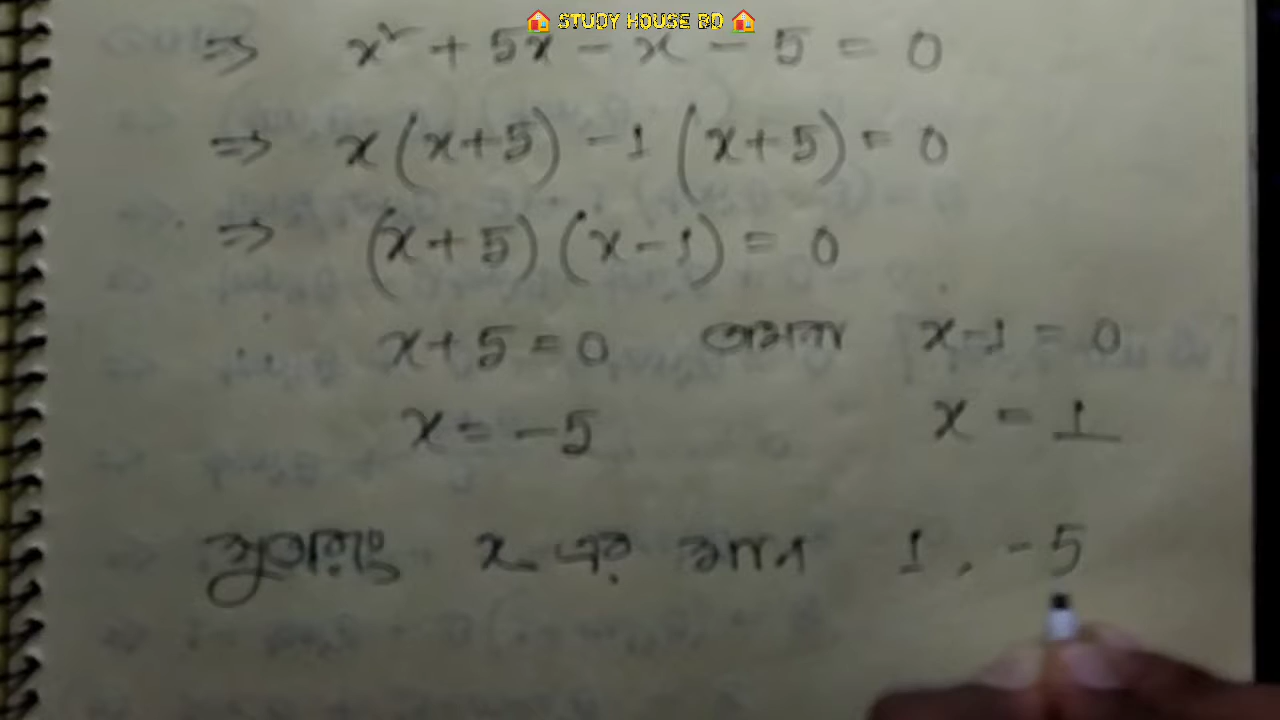 🏠 STUDY HOUSE BD 🏠
⇒ x² + 5x - x - 5 = 0
⇒ x(x+5) -1 (x+5) = 0
⇒ (x+5) (x-1) = 0
x+5=0 অথবা x-1 = 0
x = -5 x = 1
সুতরাং x এর মান 1, -5